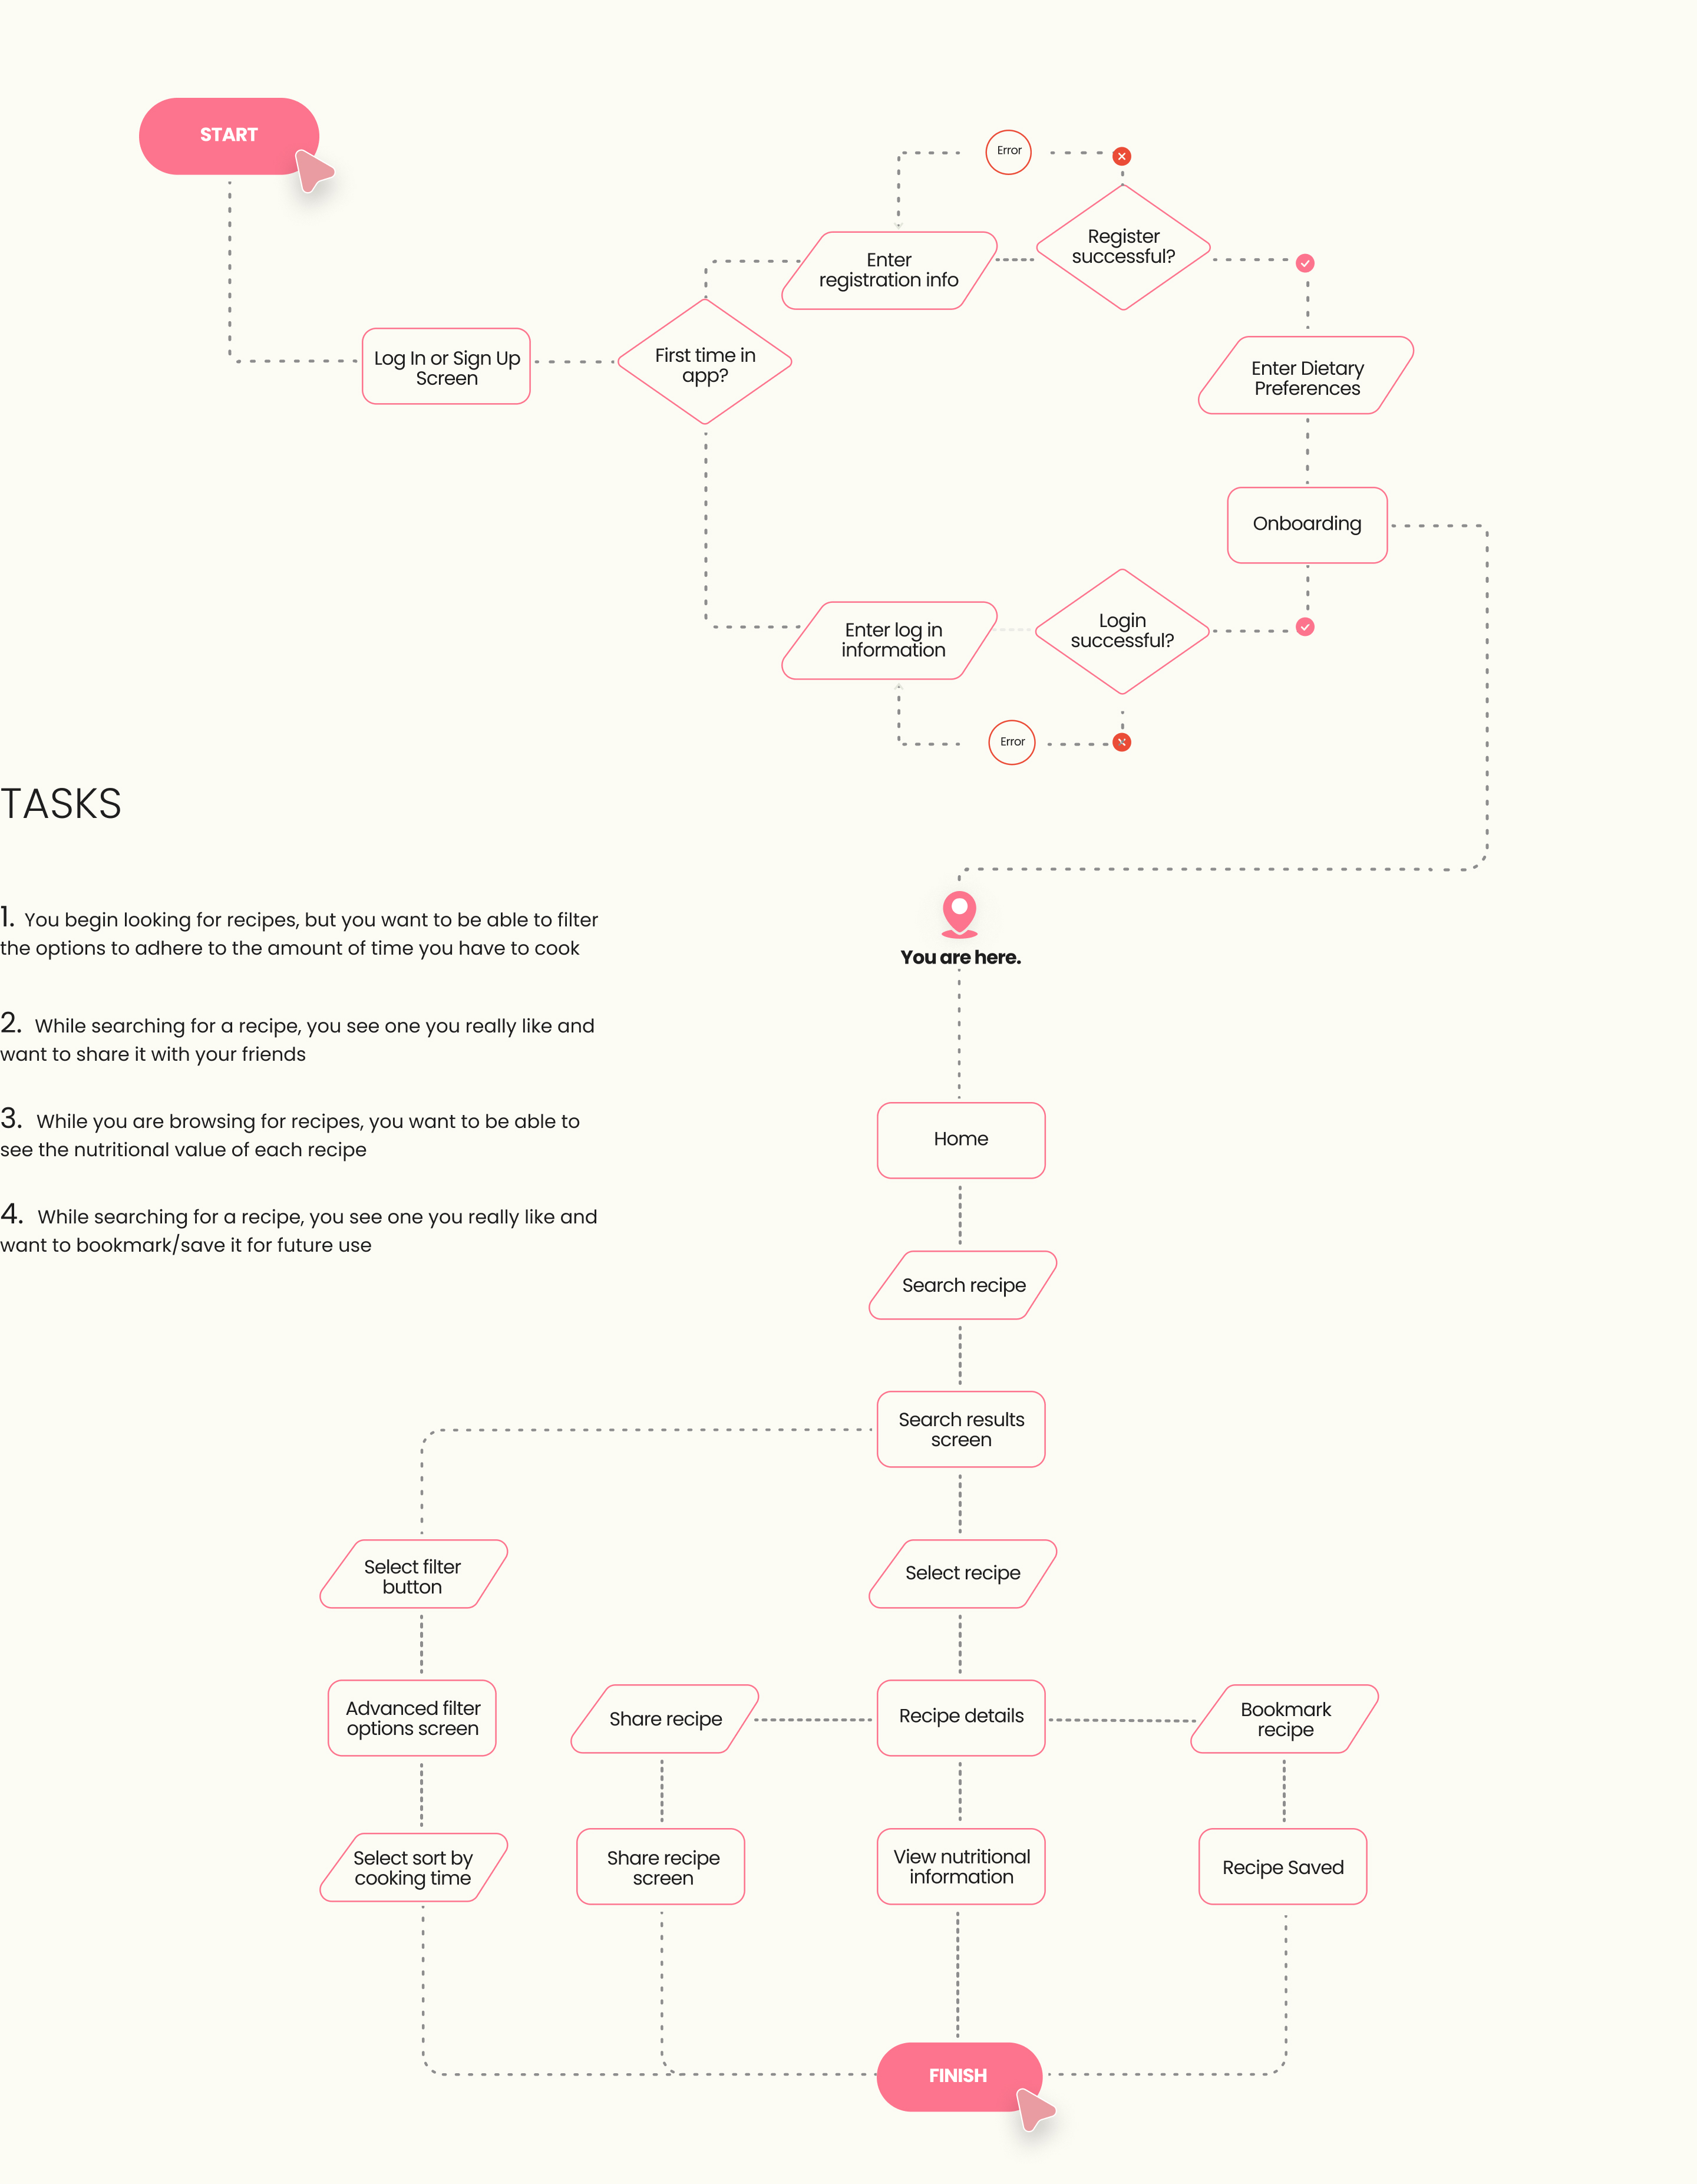 START
Error
Register
successful?
Enter
registration info
Log In or Sign Up
Screen
First time in
app?
Enter Dietary
Preferences
Onboarding
Enter log in
information
Login
successful?
Error
TASKS
1. You begin looking for recipes, but you want to be able to filter
the options to adhere to the amount of time you have to cook
2. While searching for a recipe, you see one you really like and
want to share it with your friends
3. While you are browsing for recipes, you want to be able to
see the nutritional value of each recipe
4. While searching for a recipe, you see one you really like and
want to bookmark/save it for future use
You are here.
Home
Search recipe
Search results
screen
Select filter
button
Select recipe
Advanced filter
options screen
Share recipe
Recipe details
Bookmark
recipe
Select sort by
cooking time
Share recipe
screen
View nutritional
information
Recipe Saved
FINISH